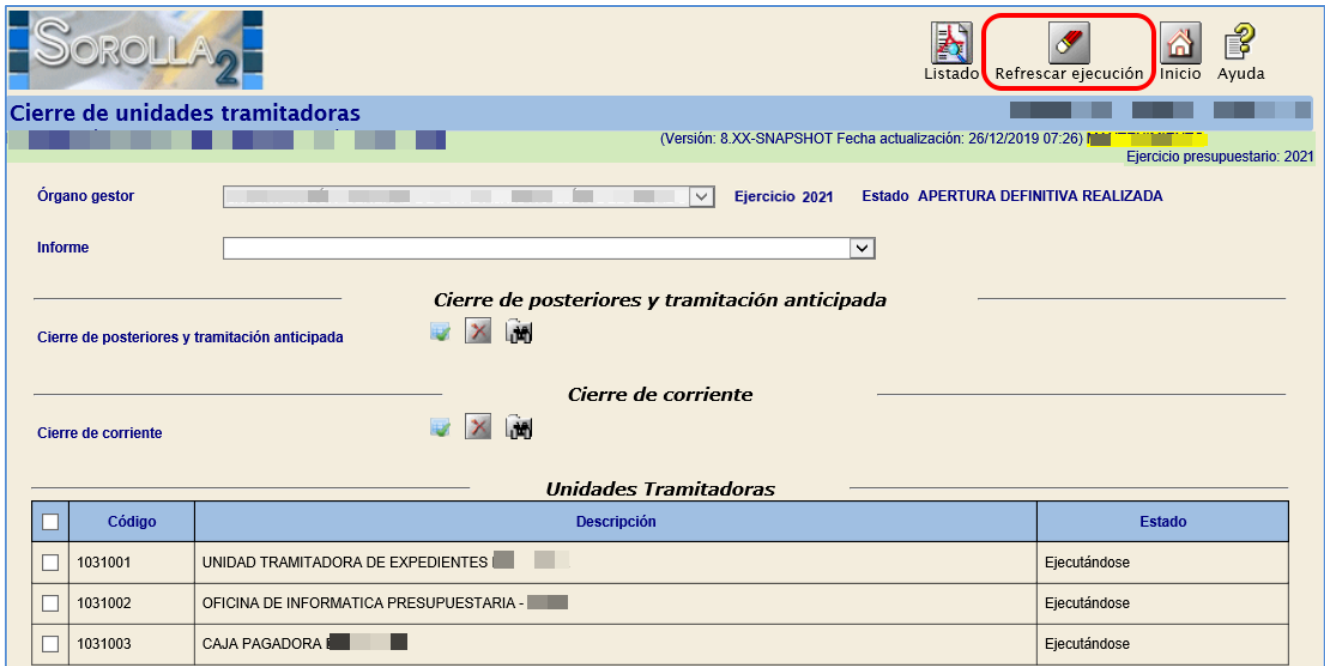 SOROLLA2
Listado Refrescar ejecución Inicio Ayuda
Cierre de unidades tramitadoras
(Versión: 8.XX-SNAPSHOT Fecha actualización: 26/12/2019 07:26)
Ejercicio presupuestario: 2021
Órgano gestor Ejercicio 2021 Estado APERTURA DEFINITIVA REALIZADA
Informe
Cierre de posteriores y tramitación anticipada
Cierre de posteriores y tramitación anticipada
Cierre de corriente
Cierre de corriente
Unidades Tramitadoras
Código Descripción Estado
1031001 UNIDAD TRAMITADORA DE EXPEDIENTES Ejecutándose
1031002 OFICINA DE INFORMATICA PRESUPUESTARIA - Ejecutándose
1031003 CAJA PAGADORA Ejecutándose